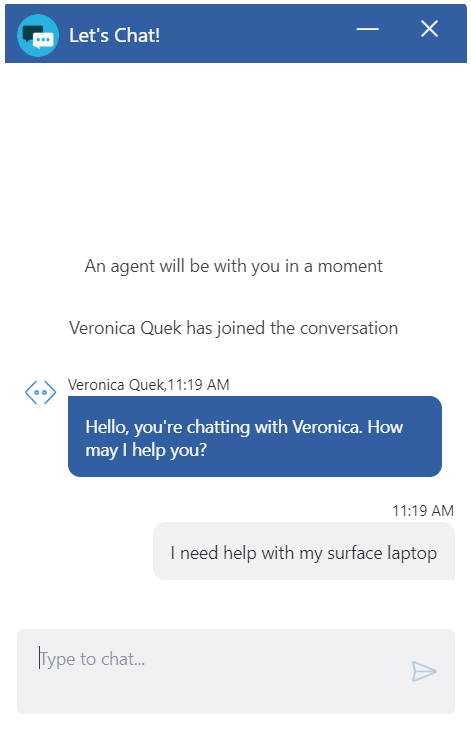 Let's Chat!
An agent will be with you in a moment
Veronica Quek has joined the conversation
Veronica Quek,11:19 AM
Hello, you're chatting with Veronica. How
may I help you?
11:19 AM
I need help with my surface laptop
Type to chat...